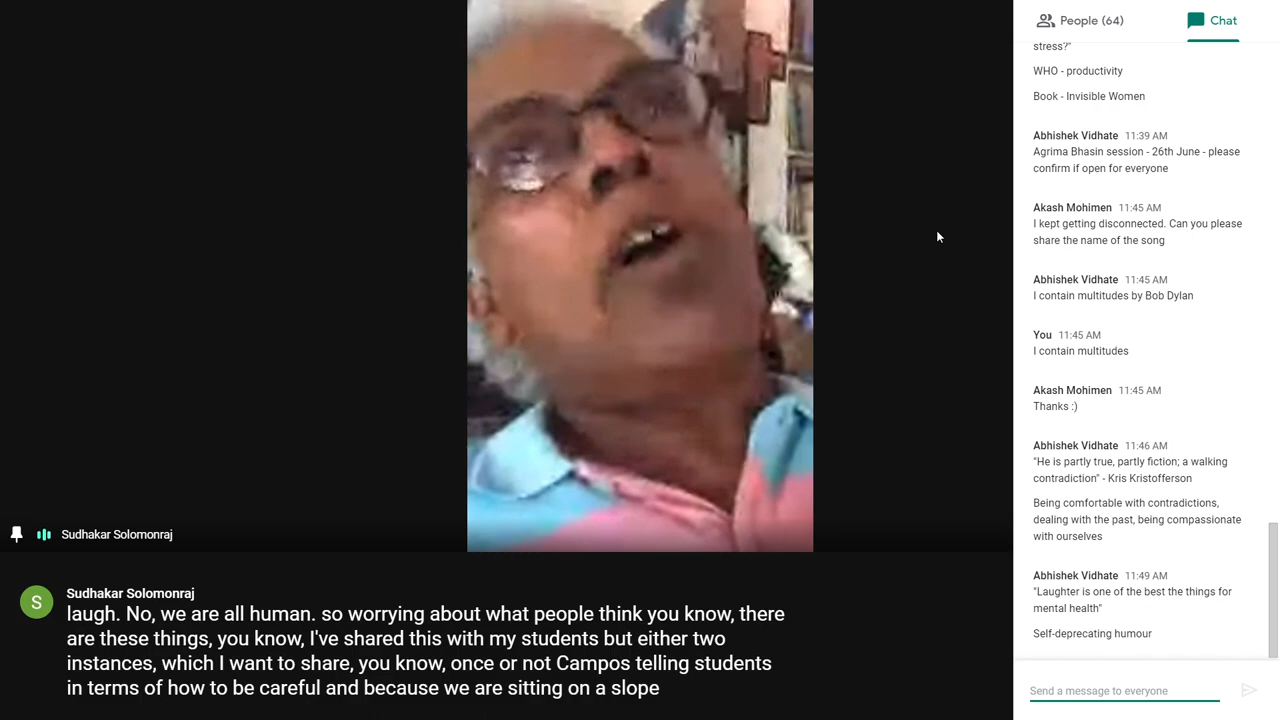 People (64)
Chat
stress?"
WHO - productivity
Book - Invisible Women
Abhishek Vidhate 11:39 AM
Agrima Bhasin session - 26th June - please
confirm if open for everyone
Akash Mohimen 11:45 AM
I kept getting disconnected. Can you please
share the name of the song
Abhishek Vidhate 11:45 AM
I contain multitudes by Bob Dylan
You 11:45 AM
I contain multitudes
Akash Mohimen 11:45 AM
Thanks :)
Abhishek Vidhate 11:46 AM
"He is partly true, partly fiction; a walking
contradiction" - Kris Kristofferson
Being comfortable with contradictions,
dealing with the past, being compassionate
with ourselves
Abhishek Vidhate 11:49 AM
"Laughter is one of the best the things for
mental health"
Self-deprecating humour
Send a message to everyone
Sudhakar Solomonraj
S
Sudhakar Solomonraj
laugh. No, we are all human. so worrying about what people think you know, there
are these things, you know, I've shared this with my students but either two
instances, which I want to share, you know, once or not Campos telling students
in terms of how to be careful and because we are sitting on a slope